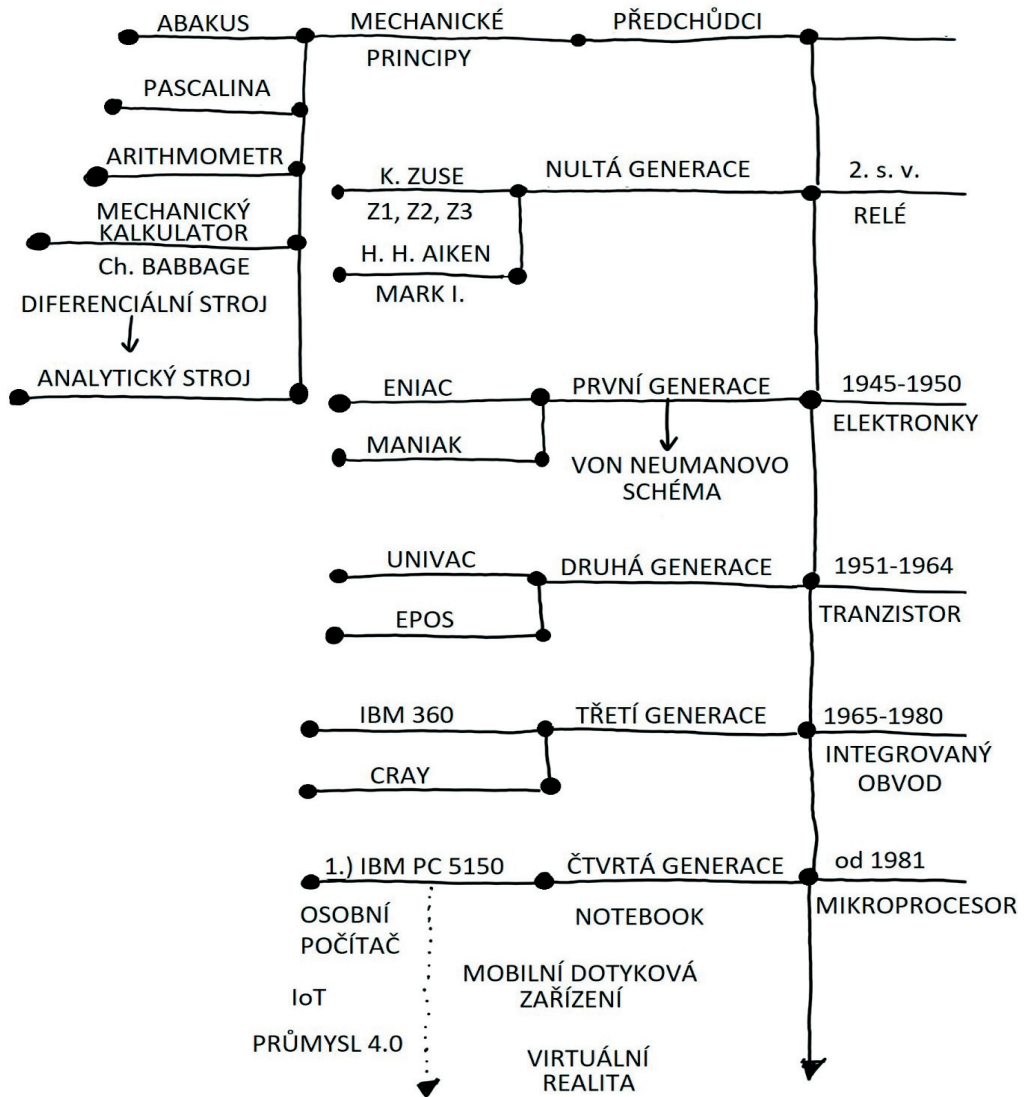 ABAKUS
MECHANICKÉ
PRINCIPY
PŘEDCHŮDCI
PASCALINA
ARITHMOMETR
MECHANICKÝ
KALKULATOR
Ch. BABBAGE
DIFERENCIÁLNÍ STROJ
ANALYTICKÝ STROJ
K. ZUSE
Z1, Z2, Z3
H. H. AIKEN
MARK I.
NULTÁ GENERACE
2. s. v.
RELÉ
ENIAC
MANIAK
PRVNÍ GENERACE
VON NEUMANOVO
SCHÉMA
1945-1950
ELEKTRONKY
UNIVAC
EPOS
DRUHÁ GENERACE
1951-1964
TRANZISTOR
IBM 360
CRAY
TŘETÍ GENERACE
1965-1980
INTEGROVANÝ
OBVOD
1.) IBM PC 5150
ČTVRTÁ GENERACE
od 1981
MIKROPROCESOR
OSOBNÍ
POČÍTAČ
NOTEBOOK
MOBILNÍ DOTYKOVÁ
ZAŘÍZENÍ
IoT
PRŮMYSL 4.0
VIRTUÁLNÍ
REALITA